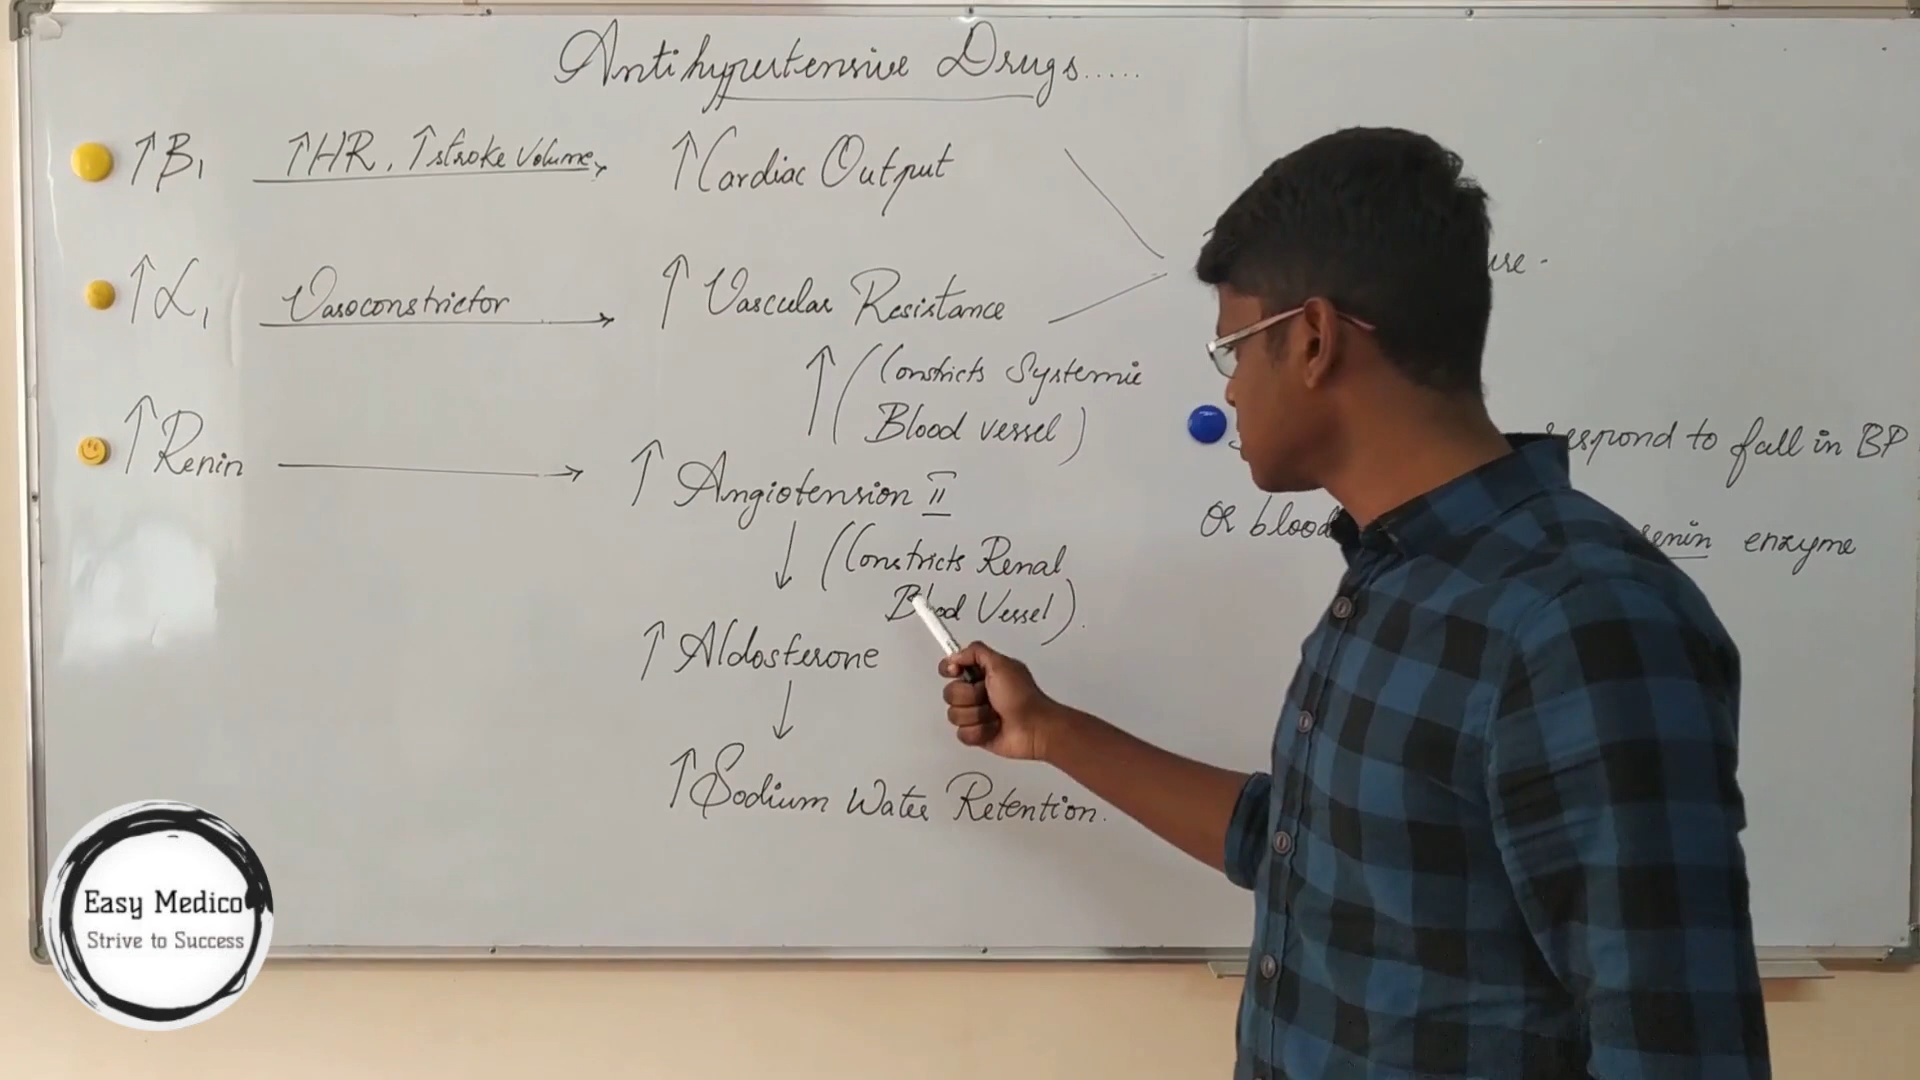 Antihypertensive Drugs.....
↑B1 ↑HR, ↑stroke Volume → ↑Cardiac Output
↑α1 Vasoconstrictor → ↑Vascular Resistance
↑(Constricts Systemic
Blood vessel)
↑Renin → ↑Angiotension II
↓(Constricts Renal
Blood Vessel).
↑Aldosterone
↓
↑Sodium Water Retention.
respond to fall in BP
Or blood renin enzyme
Easy Medico
Strive to Success